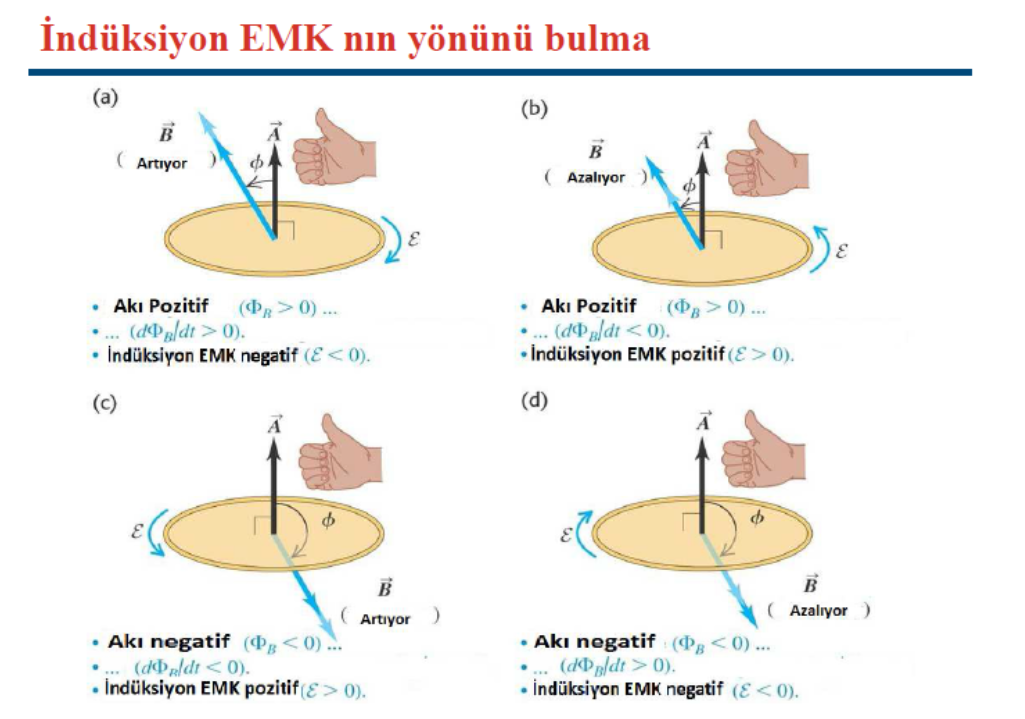 İndüksiyon EMK nın yönünü bulma
(a)
B⃗
( Artıyor )
ϕ
A⃗
ℰ
• Akı Pozitif (Φ_B > 0) ...
• ... (dΦ_B/dt > 0).
• İndüksiyon EMK negatif (ℰ < 0).
(b)
B⃗
( Azalıyor )
ϕ
A⃗
ℰ
• Akı Pozitif (Φ_B > 0) ...
• ... (dΦ_B/dt < 0).
• İndüksiyon EMK pozitif (ℰ > 0).
(c)
A⃗
ℰ
ϕ
B⃗
( Artıyor )
• Akı negatif (Φ_B < 0) ...
• ... (dΦ_B/dt < 0).
• İndüksiyon EMK pozitif (ℰ > 0).
(d)
A⃗
ℰ
ϕ
B⃗
( Azalıyor )
• Akı negatif (Φ_B < 0) ...
• ... (dΦ_B/dt > 0).
• İndüksiyon EMK negatif (ℰ < 0).